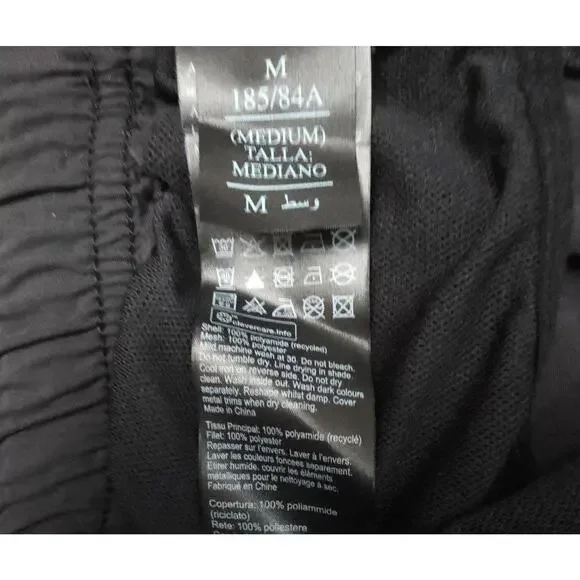 M
185/84A
(MEDIUM)
TALLA:
MEDIANO
M وسط
clevercare.info
Shell: 100% polyamide (recycled)
Mesh: 100% polyester
Mild machine wash at 30. Do not bleach.
Do not tumble dry. Line drying in shade.
Cool iron on reverse side. Do not dry
clean. Wash inside out. Wash dark colours
separately. Reshape whilst damp. Cover
metal trims when dry cleaning.
Made in China
Tissu Principal: 100% polyamide (recyclé)
Filet: 100% polyester
Repasser sur l'envers. Laver à l'envers.
Laver les couleurs foncées separement.
Etirer humide. couvrir les éléments
métalliques pour le nettoyage à sec.
Fabriqué en Chine
Copertura: 100% poliammide
(riciclato)
Rete: 100% poliestere